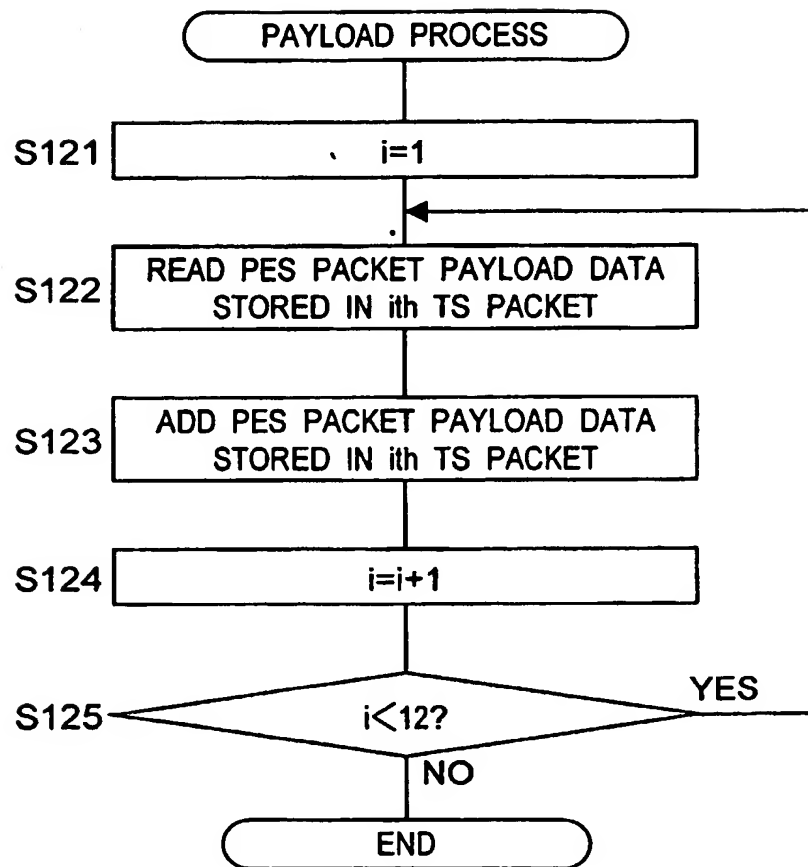 PAYLOAD PROCESS
S121
i=1
S122
READ PES PACKET PAYLOAD DATA
STORED IN ith TS PACKET
S123
ADD PES PACKET PAYLOAD DATA
STORED IN ith TS PACKET
S124
i=i+1
S125
i<12?
YES
NO
END